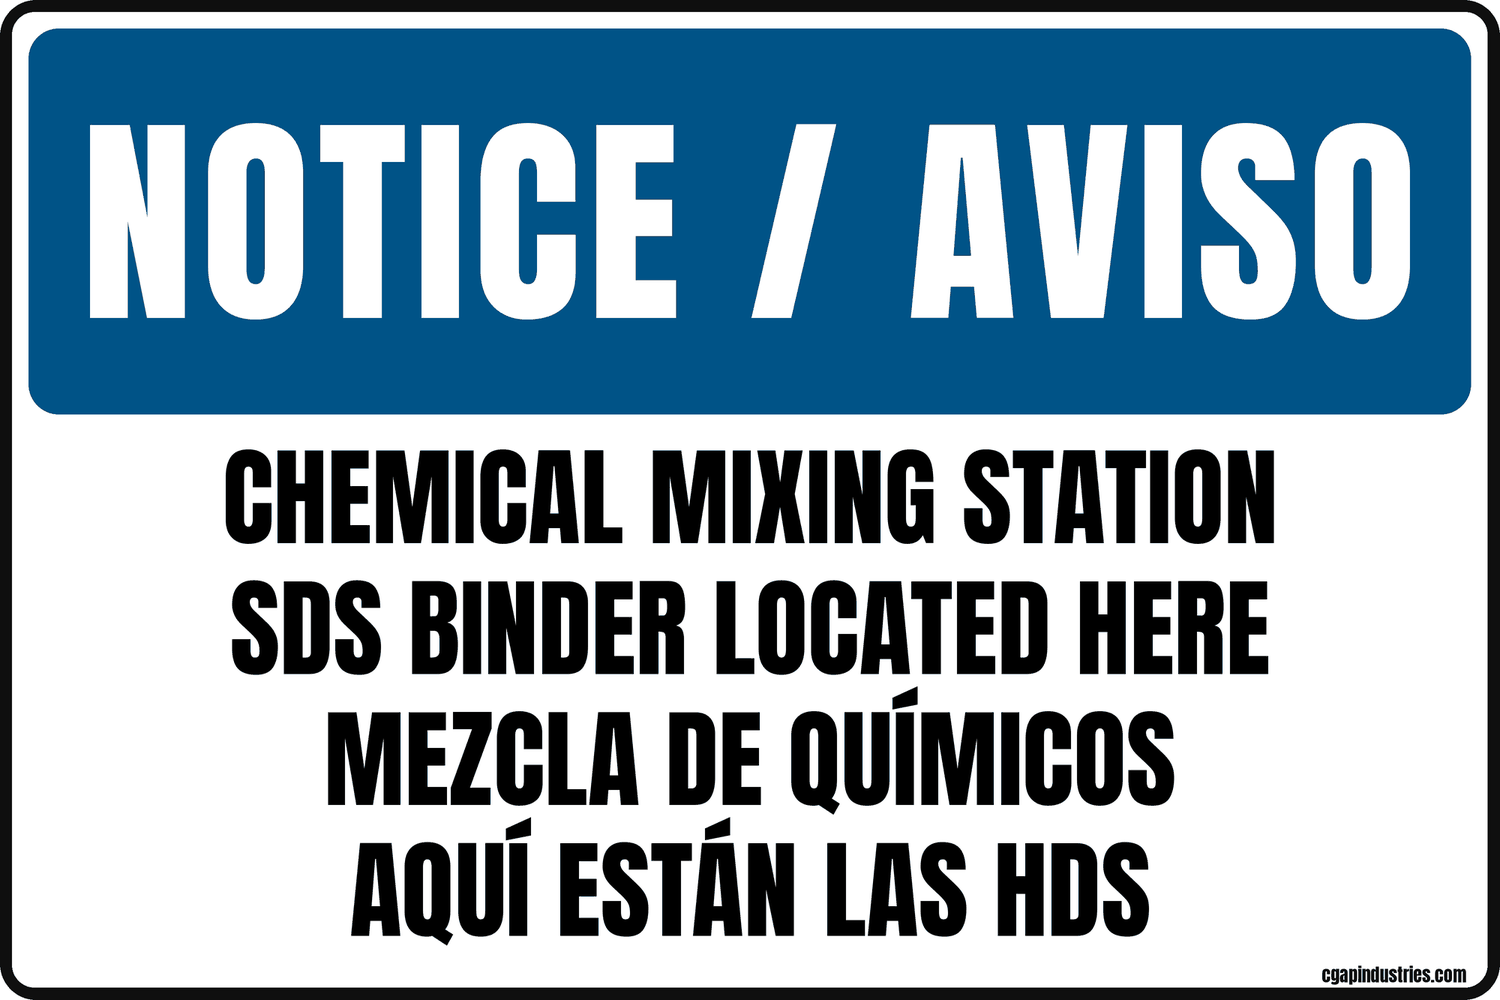 NOTICE / AVISO
CHEMICAL MIXING STATION
SDS BINDER LOCATED HERE
MEZCLA DE QUÍMICOS
AQUÍ ESTÁN LAS HDS
cgapindustries.com